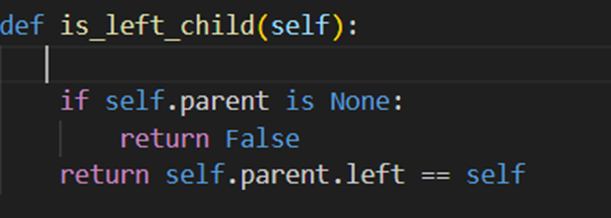 def is_left_child(self):
    if self.parent is None:
        return False
    return self.parent.left == self